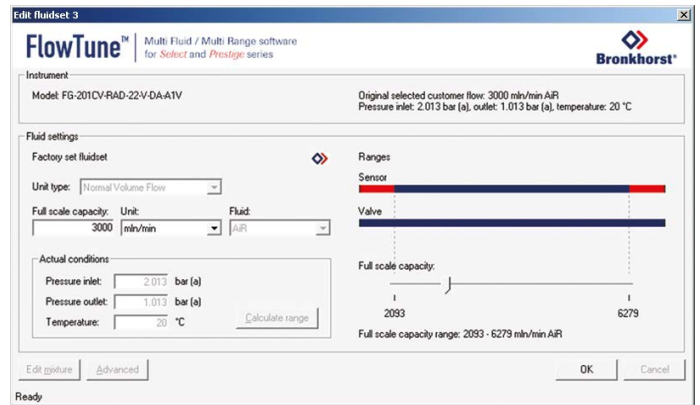 Edit fluidset 3
FlowTune™
Multi Fluid / Multi Range software
for Select and Prestige series
Bronkhorst®
Instrument
Model: FG-201CV-RAD-22-V-DA-A1V
Original selected customer flow: 3000 mln/min AiR
Pressure inlet: 2.013 bar (a), outlet: 1.013 bar (a), temperature: 20 °C
Fluid settings
Factory set fluidset
Unit type: Normal Volume Flow
Full scale capacity: Unit: Fluid:
3000 mln/min AiR
Actual conditions
Pressure inlet: 2.013 bar (a)
Pressure outlet: 1.013 bar (a)
Temperature: 20 °C
Calculate range
Ranges
Sensor
Valve
Full scale capacity:
2093 6279
Full scale capacity range: 2093 - 6279 mln/min AiR
Edit mixture Advanced OK Cancel
Ready